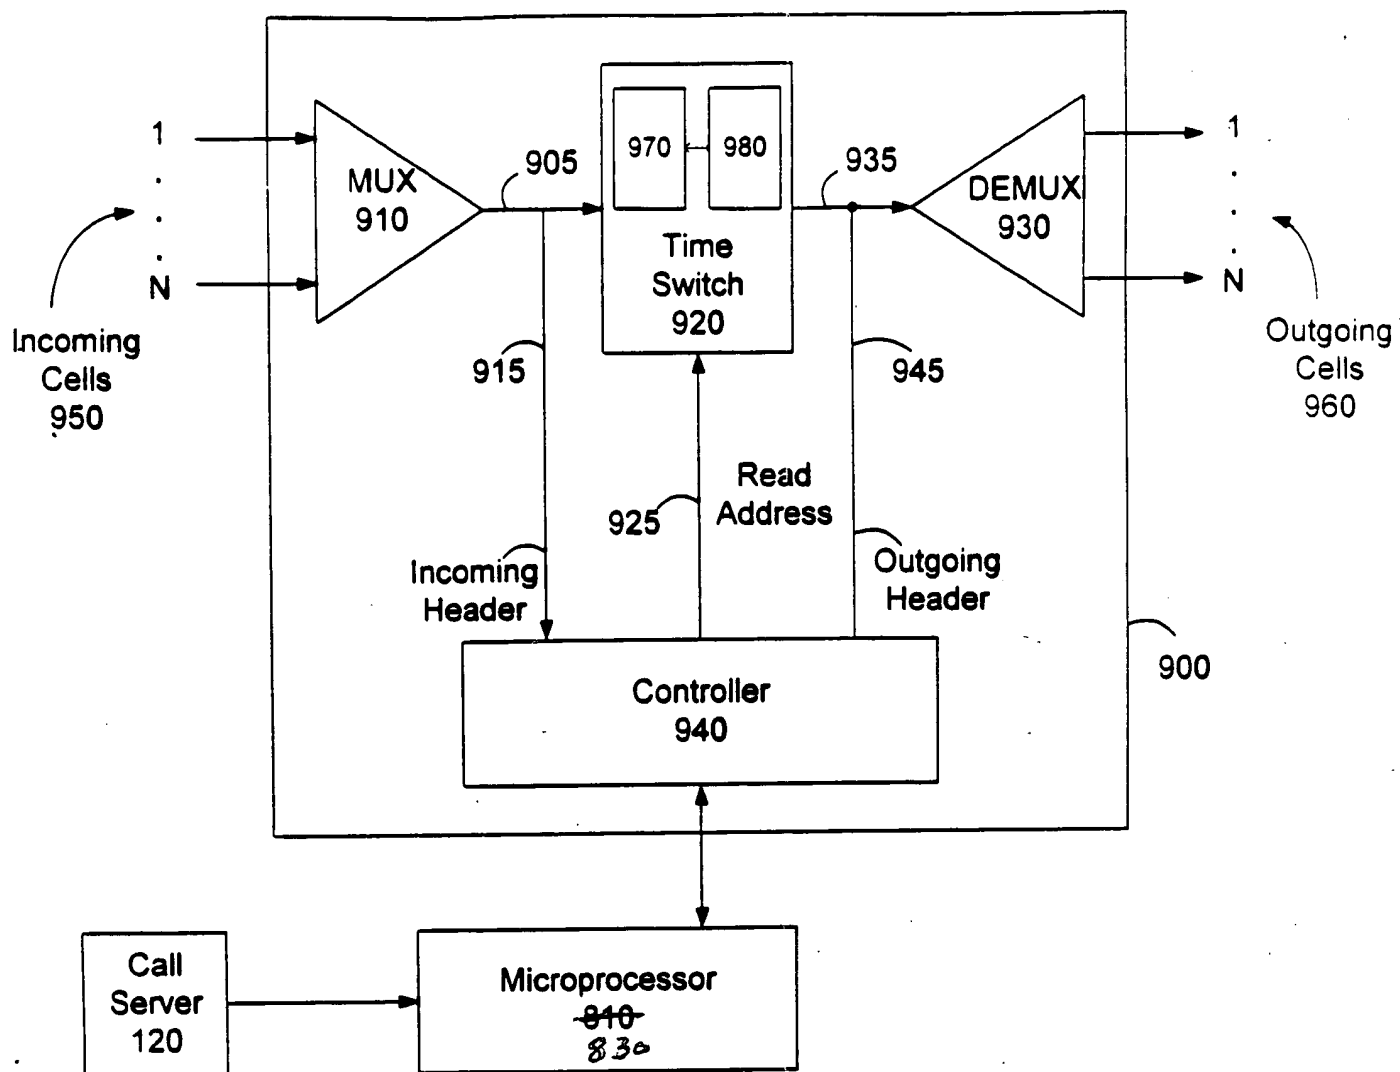 1
N
Incoming
Cells
950
MUX
910
905
970
980
Time
Switch
920
935
DEMUX
930
1
N
Outgoing
Cells
960
915
945
925
Read
Address
Incoming
Header
Outgoing
Header
900
Controller
940
Call
Server
120
Microprocessor
810
830